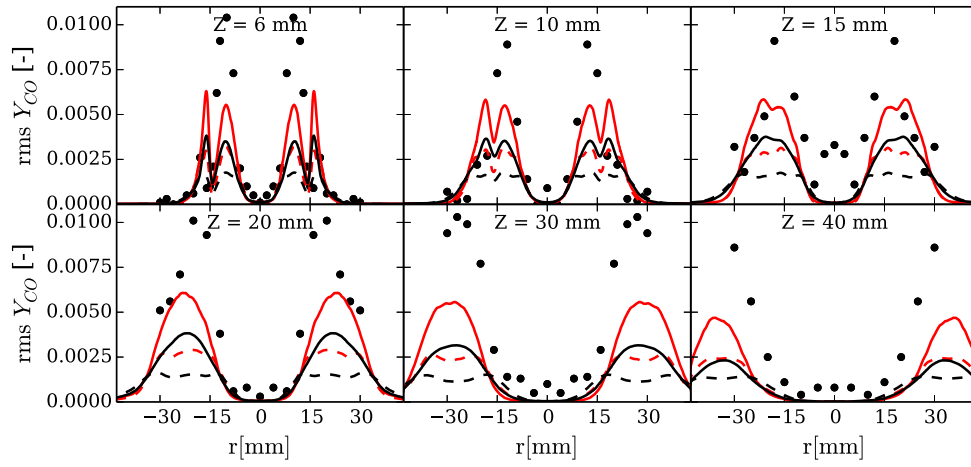 Z = 6 mm
Z = 10 mm
Z = 15 mm
0.0100
0.0075
0.0050
0.0025
0.0000
rms Y_CO [-]
Z = 20 mm
Z = 30 mm
Z = 40 mm
0.0100
0.0075
0.0050
0.0025
0.0000
rms Y_CO [-]
−30 −15 0 15 30
−30 −15 0 15 30
−30 −15 0 15 30
r[mm]
r[mm]
r[mm]